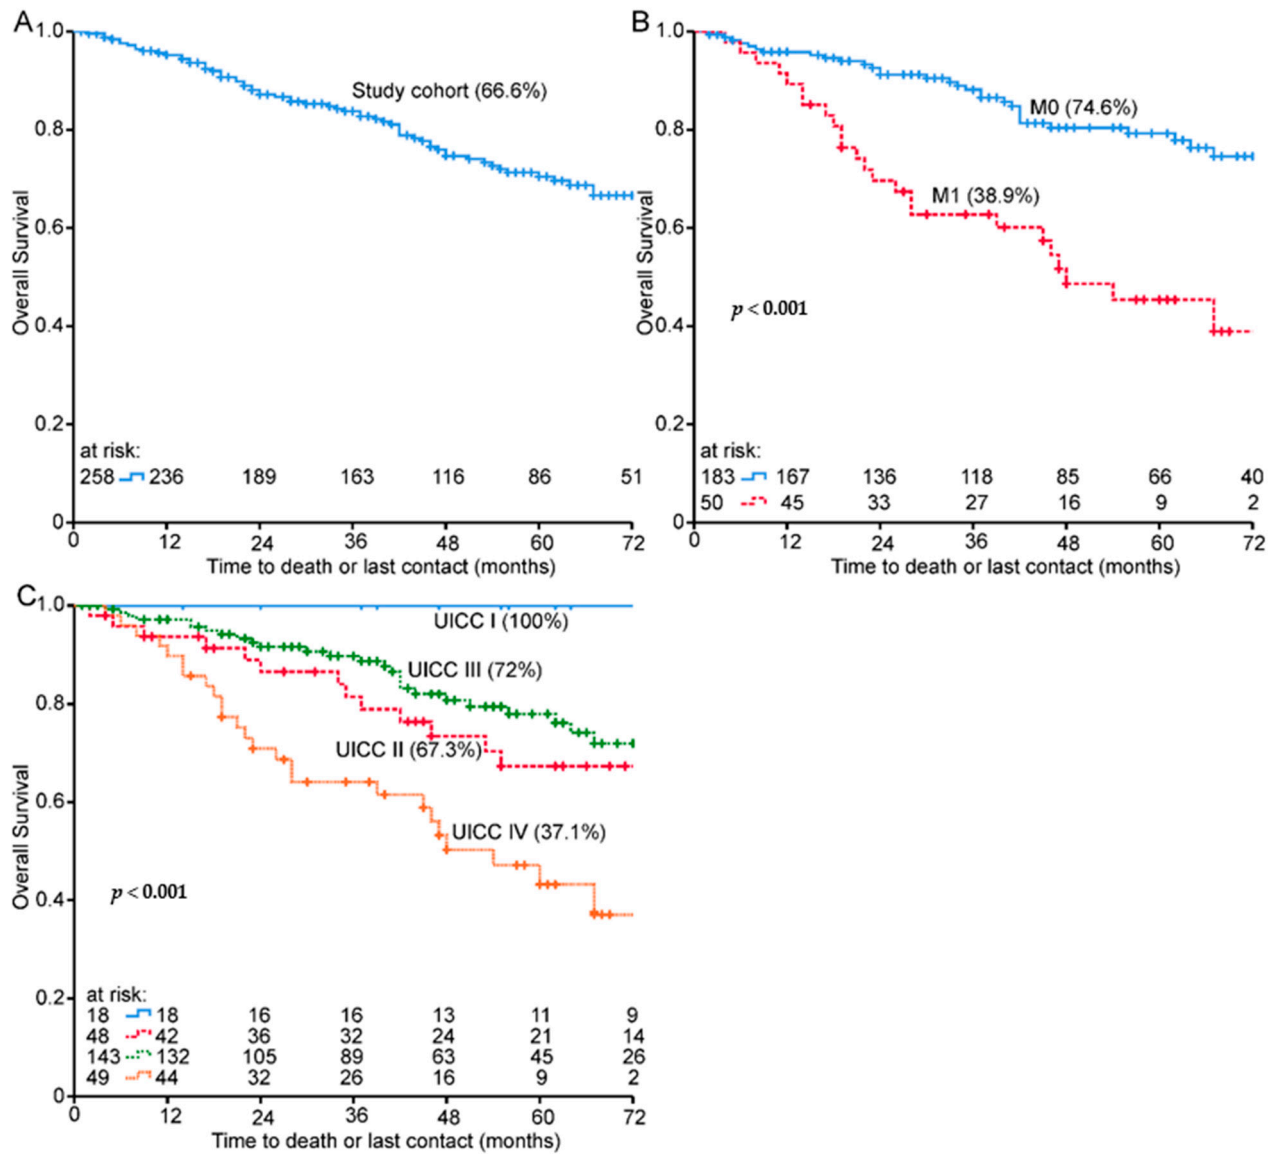 A
1.0
0.8
0.6
0.4
0.2
0
Overall Survival
Study cohort (66.6%)
at risk:
258 236 189 163 116 86 51
0 12 24 36 48 60 72
Time to death or last contact (months)
B
1.0
0.8
0.6
0.4
0.2
0
Overall Survival
M0 (74.6%)
M1 (38.9%)
p < 0.001
at risk:
183 167 136 118 85 66 40
50 45 33 27 16 9 2
0 12 24 36 48 60 72
Time to death or last contact (months)
C
1.0
0.8
0.6
0.4
0.2
0
Overall Survival
UICC I (100%)
UICC III (72%)
UICC II (67.3%)
UICC IV (37.1%)
p < 0.001
at risk:
18 18 16 16 13 11 9
48 42 36 32 24 21 14
143 132 105 89 63 45 26
49 44 32 26 16 9 2
0 12 24 36 48 60 72
Time to death or last contact (months)